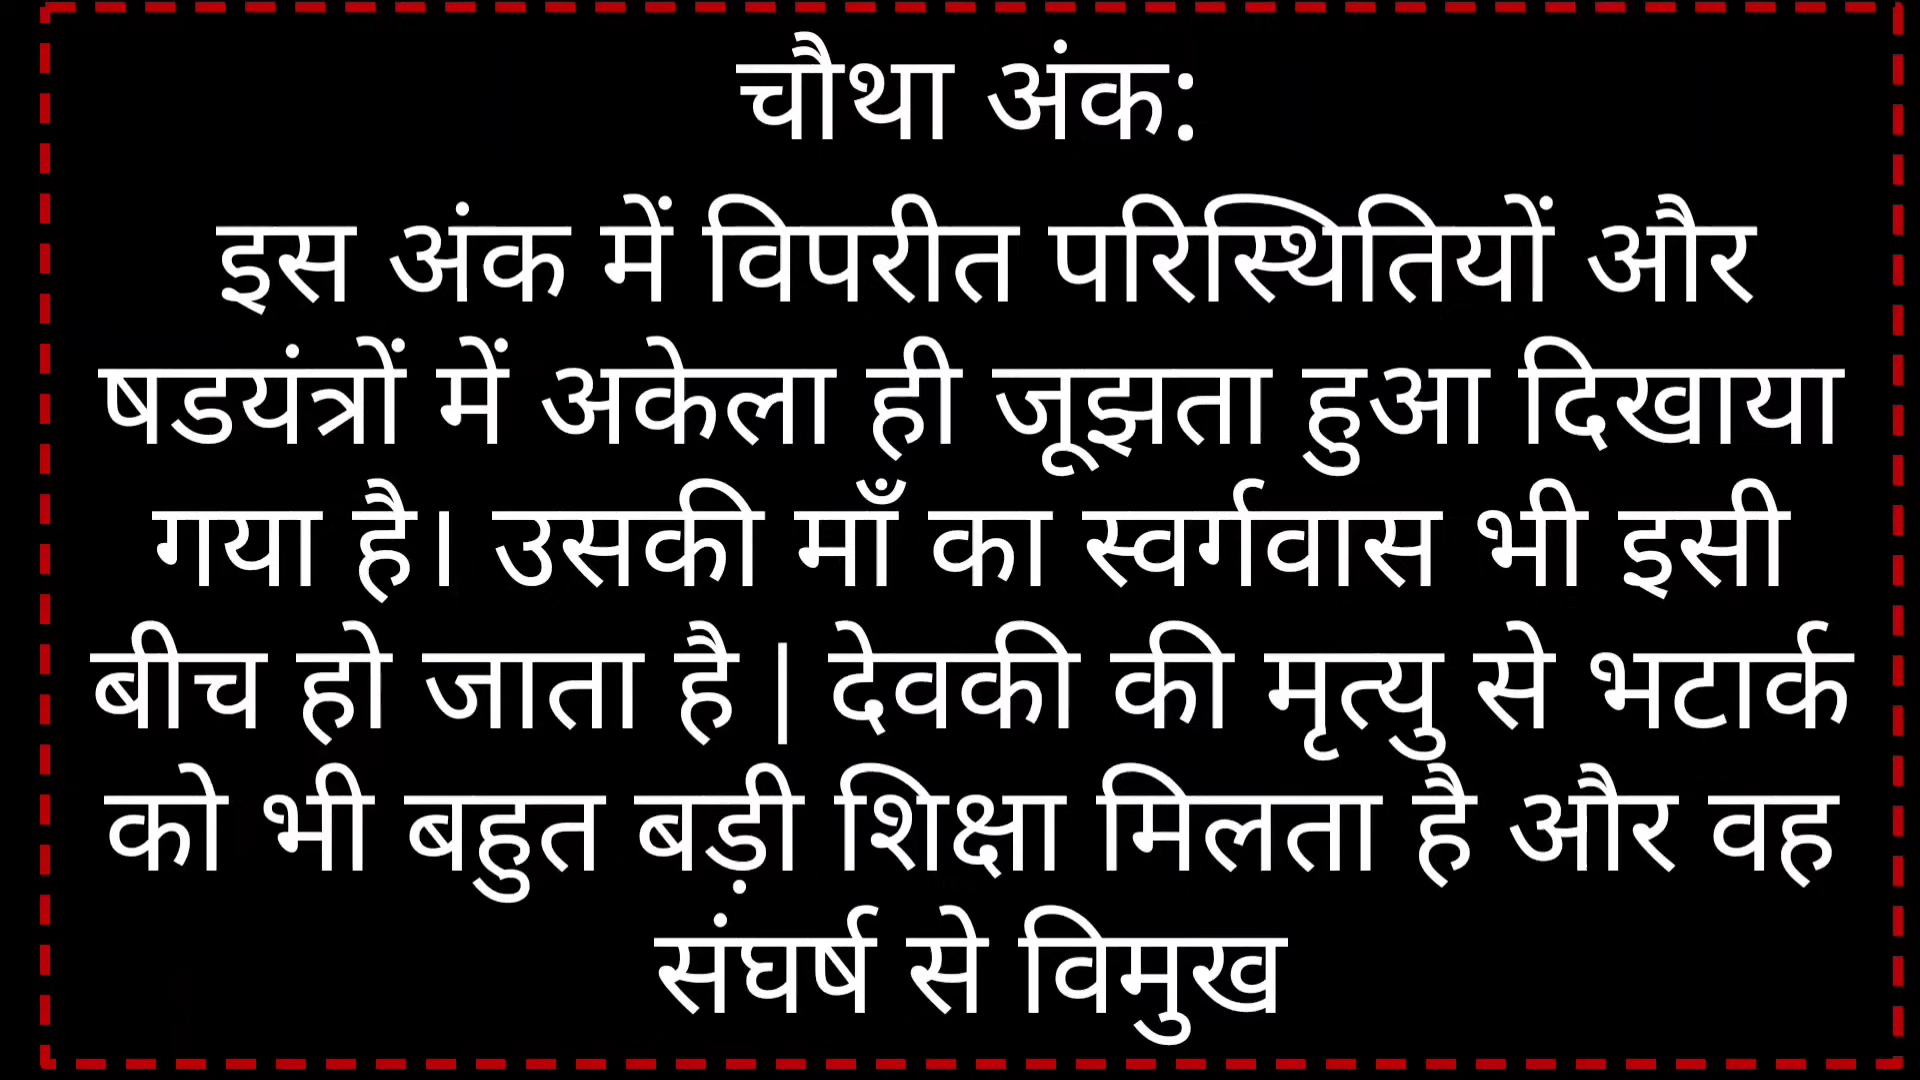 चौथा अंक:
इस अंक में विपरीत परिस्थितियों और
षडयंत्रों में अकेला ही जूझता हुआ दिखाया
गया है। उसकी माँ का स्वर्गवास भी इसी
बीच हो जाता है | देवकी की मृत्यु से भटार्क
को भी बहुत बड़ी शिक्षा मिलता है और वह
संघर्ष से विमुख